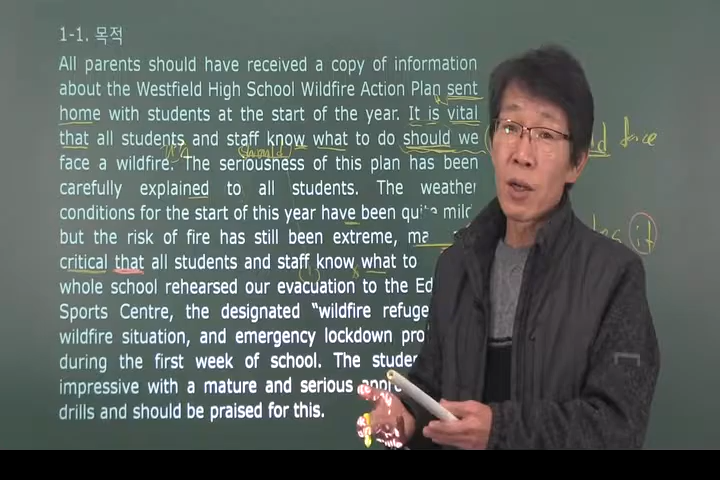 1-1. 목적
All parents should have received a copy of information
about the Westfield High School Wildfire Action Plan sent
home with students at the start of the year. It is vital
that all students and staff know what to do should we
face a wildfire. The seriousness of this plan has been
carefully explained to all students. The weather
conditions for the start of this year have been quite mild
but the risk of fire has still been extreme,
critical that all students and staff know what to
whole school rehearsed our evacuation to the
Sports Centre, the designated "wildfire
wildfire situation, and emergency lockdown
during the first week of school. The
impressive with a mature and serious
drills and should be praised for this.
should
face
it